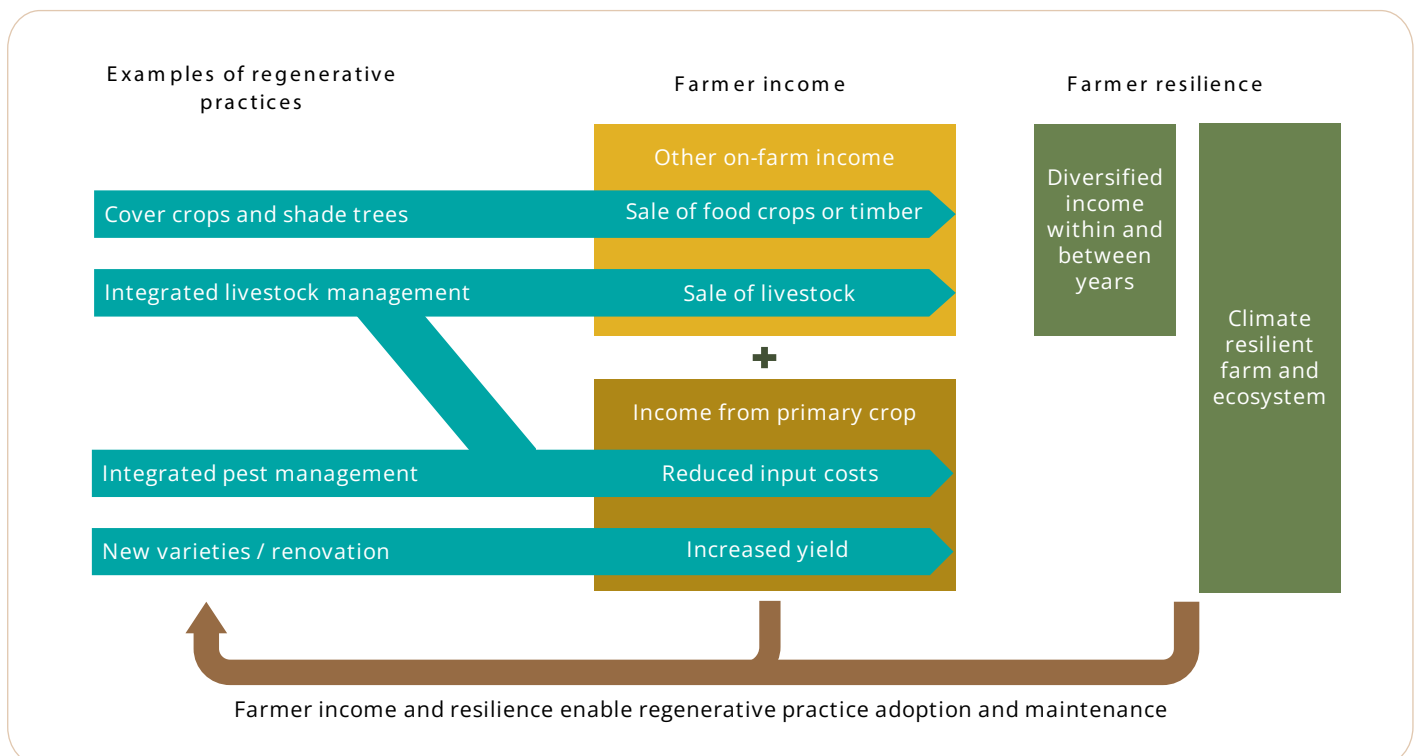 Examples of regenerative
practices
Farmer income
Farmer resilience
Other on-farm income
Cover crops and shade trees
Sale of food crops or timber
Integrated livestock management
Sale of livestock
Income from primary crop
Integrated pest management
Reduced input costs
New varieties / renovation
Increased yield
Diversified
income
within and
between
years
Climate
resilient
farm and
ecosystem
Farmer income and resilience enable regenerative practice adoption and maintenance